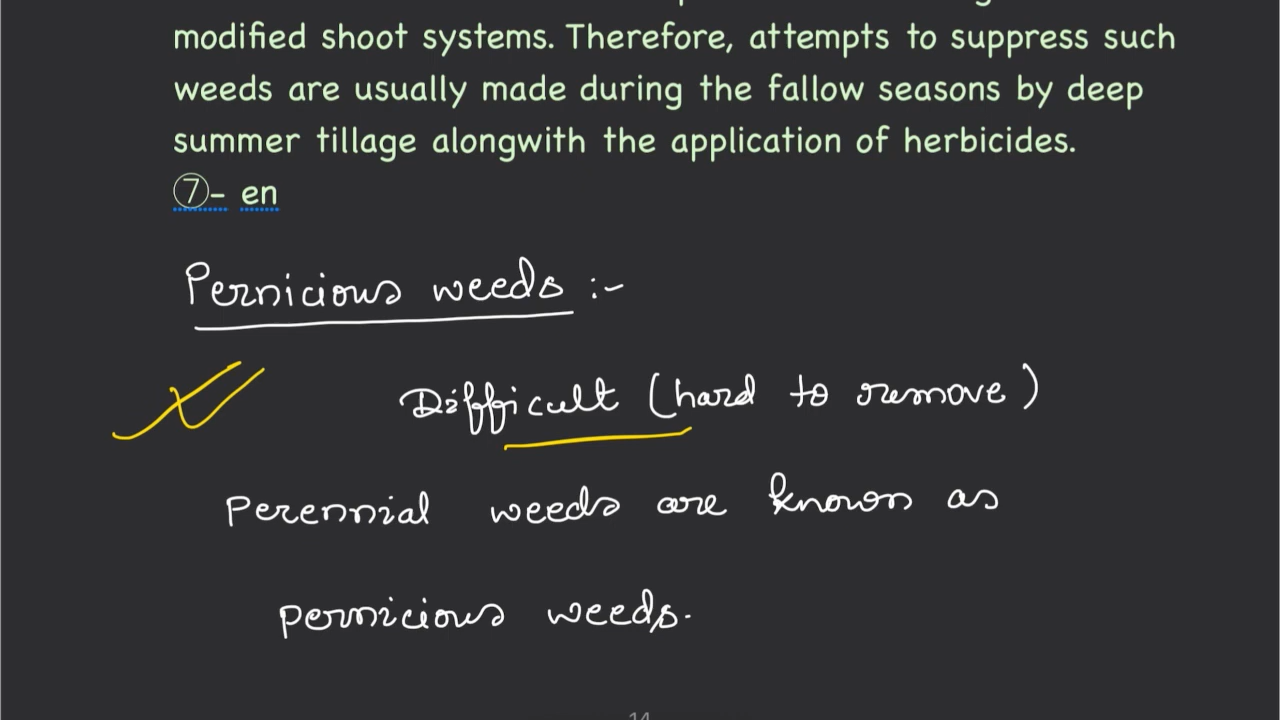 modified shoot systems. Therefore, attempts to suppress such
weeds are usually made during the fallow seasons by deep
summer tillage alongwith the application of herbicides.
⑦- en
Pernicious weeds :-
Difficult (hard to remove)
Perennial weeds are known as
pernicious weeds.